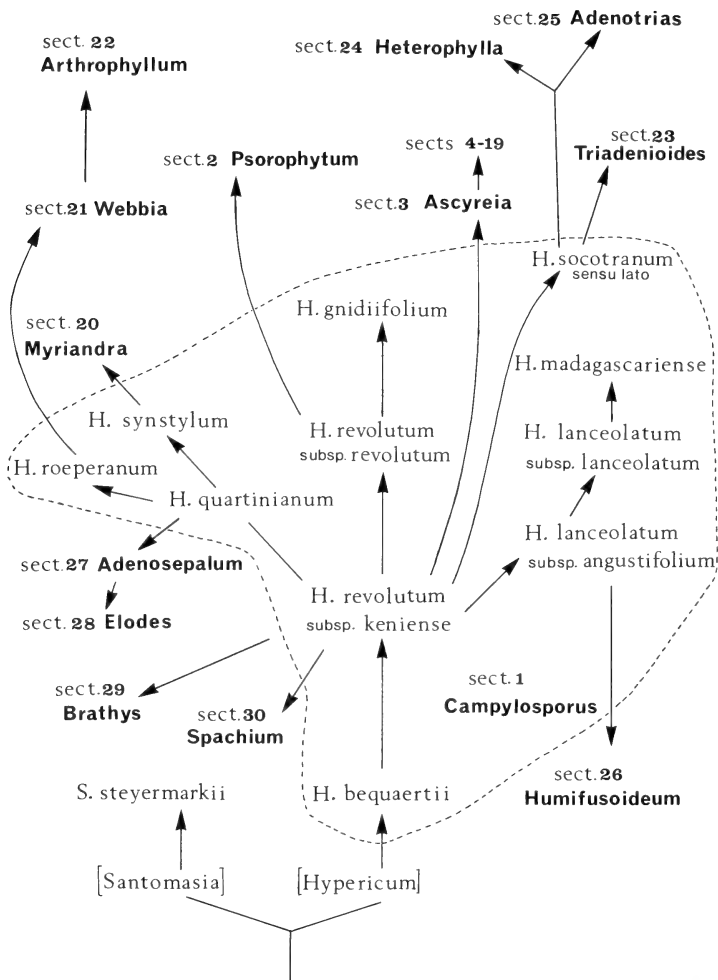 sect.25 Adenotrias
sect.22
Arthrophyllum
sect.24 Heterophylla
sects 4-19
sect.23
Triadenioides
sect.2 Psorophytum
sect.3 Ascyreia
sect.21 Webbia
H. socotranum
sensu lato
H. gnidiifolium
sect. 20
Myriandra
H. madagascariense
H. synstylum
H. revolutum
subsp. revolutum
H. lanceolatum
subsp. lanceolatum
H. roeperanum
H. quartinianum
H. lanceolatum
subsp. angustifolium
sect.27 Adenosepalum
H. revolutum
subsp. keniense
sect. 28 Elodes
sect.29
Brathys
sect.30
Spachium
sect. 1
Campylosporus
S. steyermarkii
H. bequaertii
sect.26
Humifusoideum
[Santomasia]
[Hypericum]